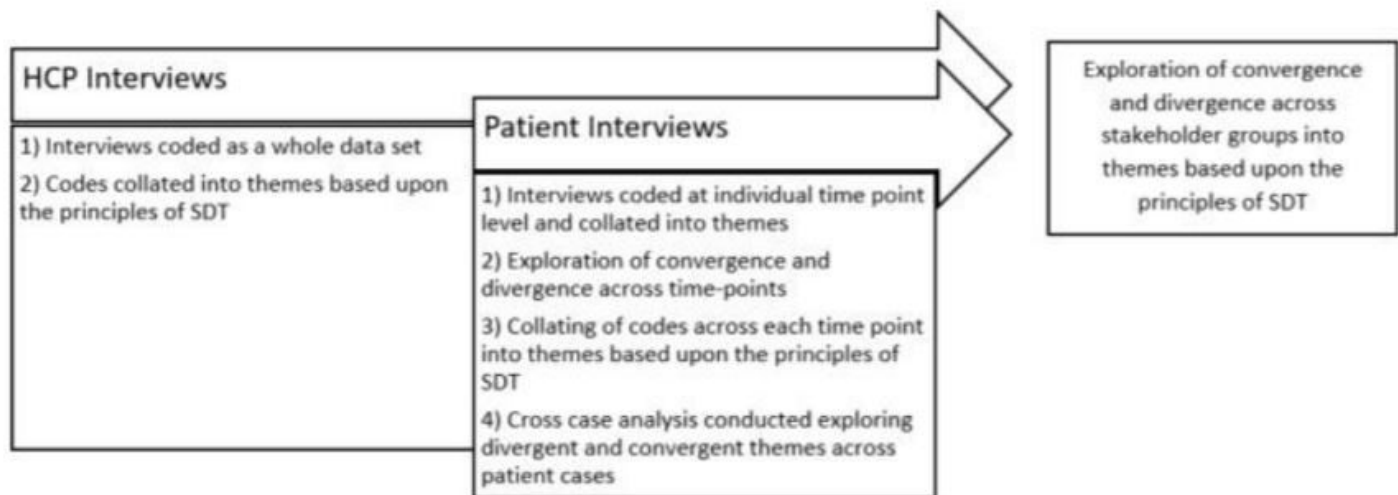 HCP Interviews
1) Interviews coded as a whole data set
2) Codes collated into themes based upon
the principles of SDT
Patient Interviews
1) Interviews coded at individual time point
level and collated into themes
2) Exploration of convergence and
divergence across time-points
3) Collating of codes across each time point
into themes based upon the principles of
SDT
4) Cross case analysis conducted exploring
divergent and convergent themes across
patient cases
Exploration of convergence
and divergence across
stakeholder groups into
themes based upon the
principles of SDT